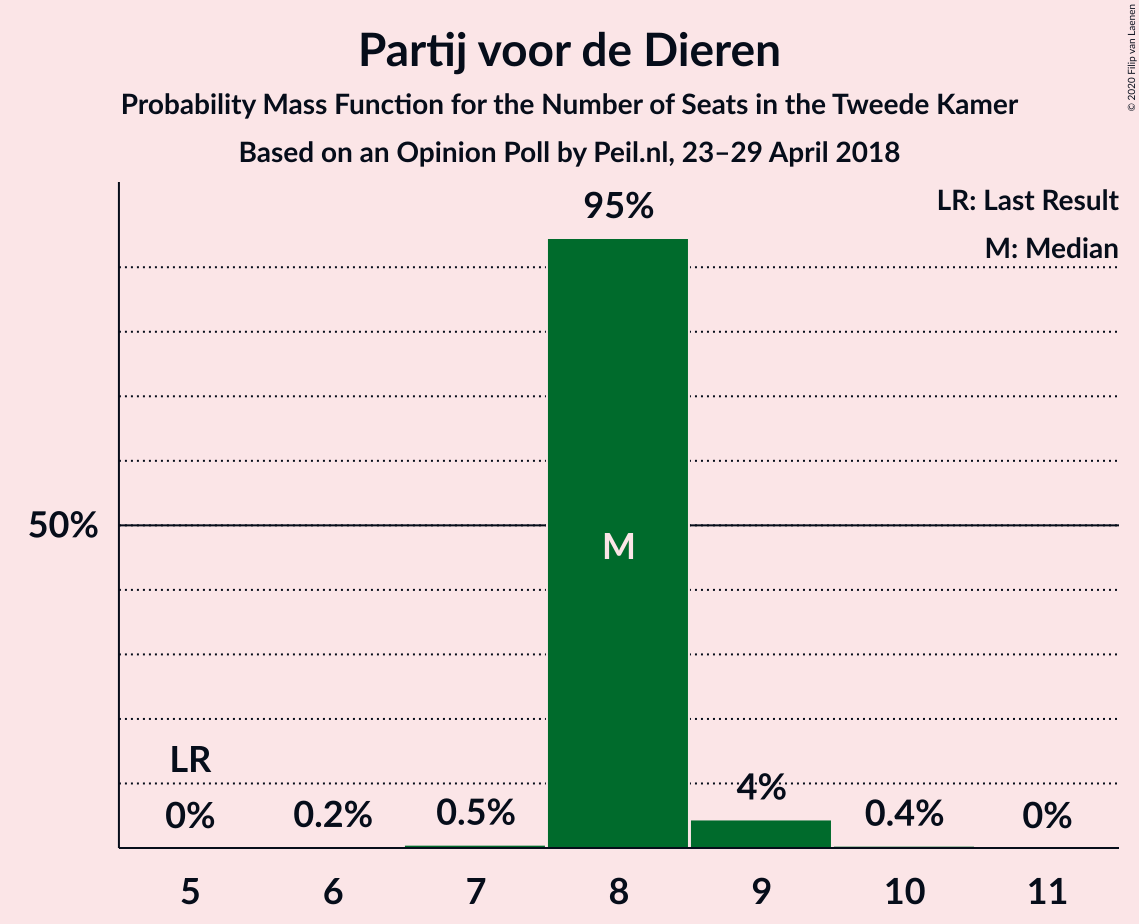 Partij voor de Dieren
Probability Mass Function for the Number of Seats in the Tweede Kamer
Based on an Opinion Poll by Peil.nl, 23–29 April 2018
© 2020 Filip van Laenen
LR: Last Result
M: Median
95%
50%
M
LR
0%
0.2%
0.5%
4%
0.4%
0%
5 6 7 8 9 10 11